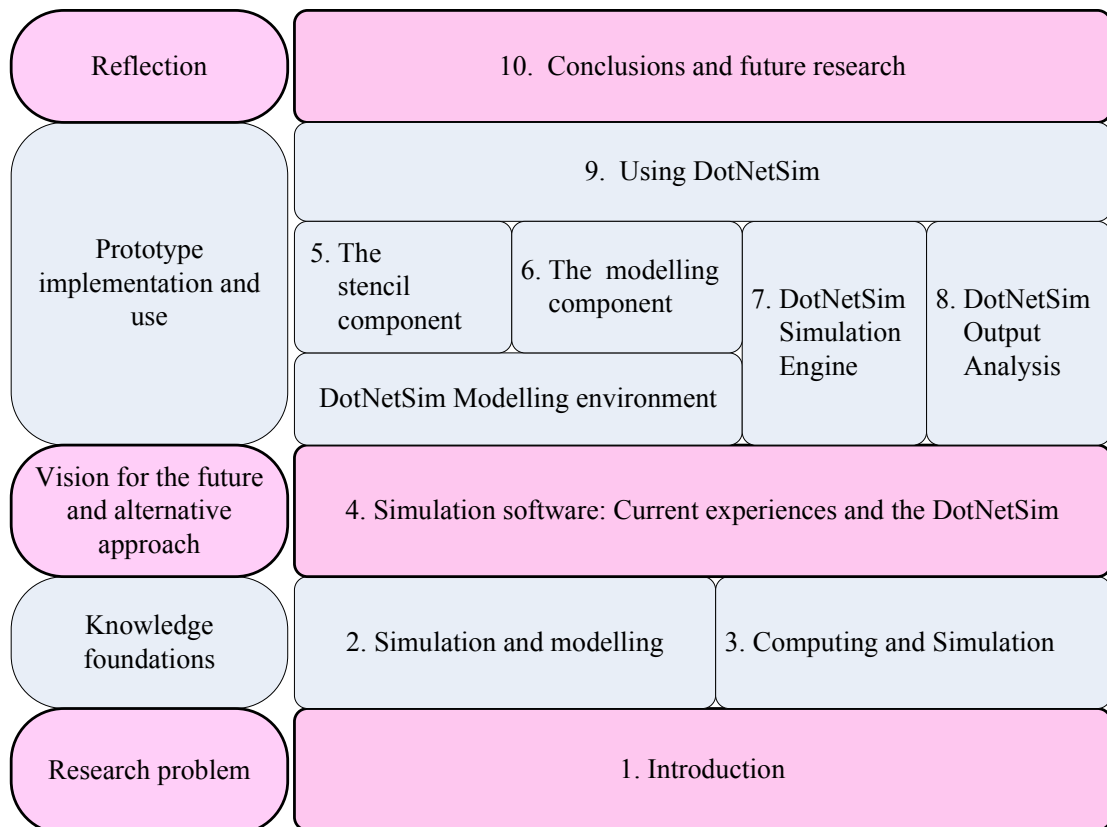 Reflection
10. Conclusions and future research
Prototype
implementation and
use
9. Using DotNetSim
5. The
stencil
component
6. The modelling
component
7. DotNetSim
Simulation
Engine
8. DotNetSim
Output
Analysis
DotNetSim Modelling environment
Vision for the future
and alternative
approach
4. Simulation software: Current experiences and the DotNetSim
Knowledge
foundations
2. Simulation and modelling
3. Computing and Simulation
Research problem
1. Introduction